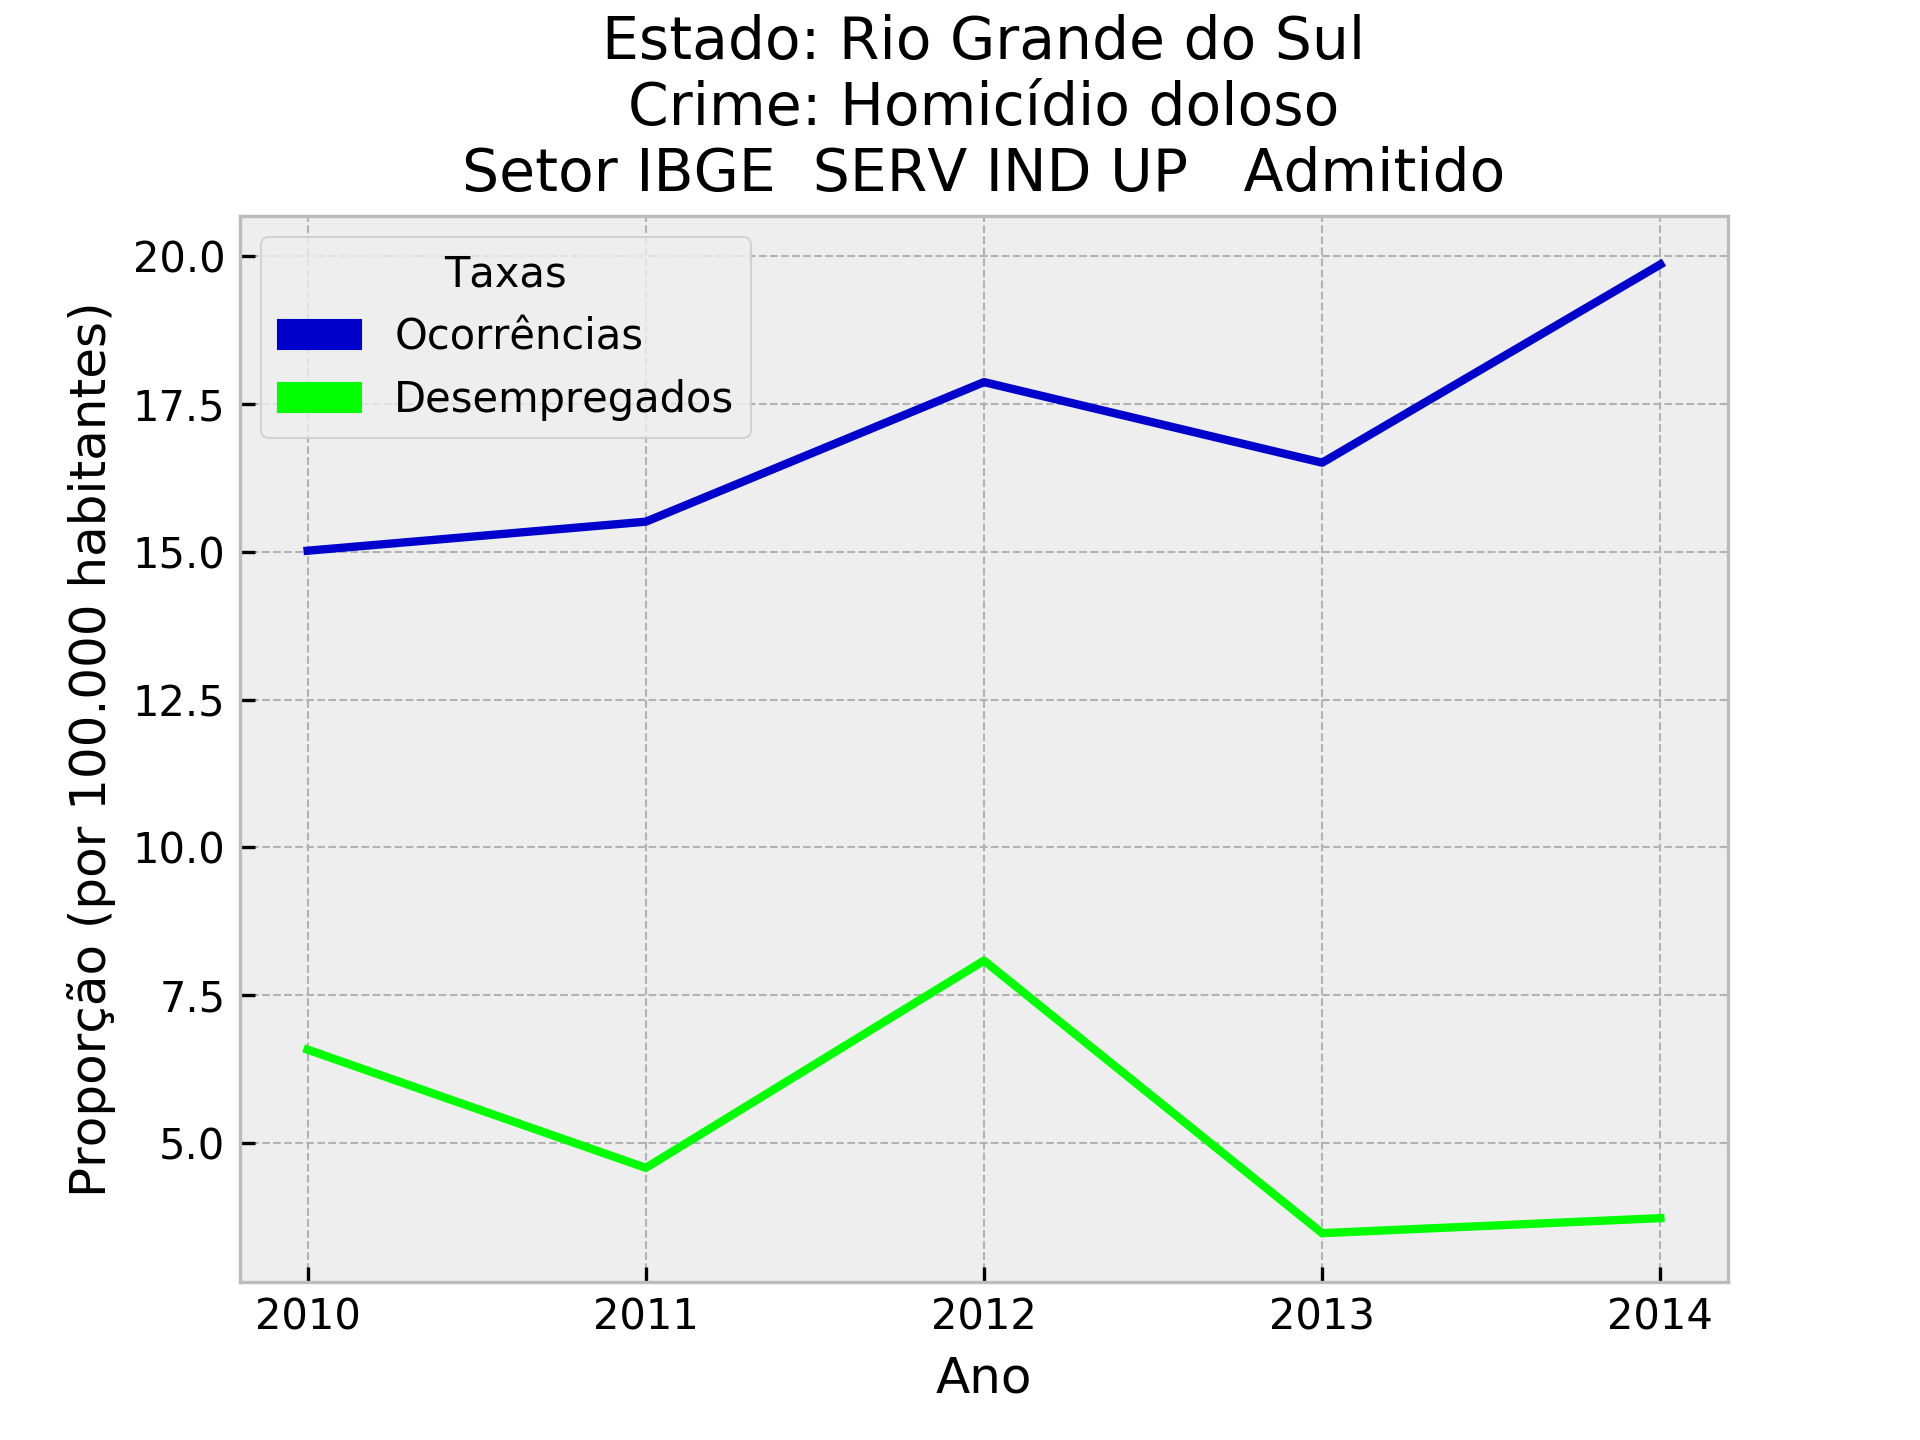 Estado: Rio Grande do Sul
Crime: Homicídio doloso
Setor IBGE  SERV IND UP   Admitido
Taxas
Ocorrências
Desempregados
Proporção (por 100.000 habitantes)
20.0
17.5
15.0
12.5
10.0
7.5
5.0
2010 2011 2012 2013 2014
Ano